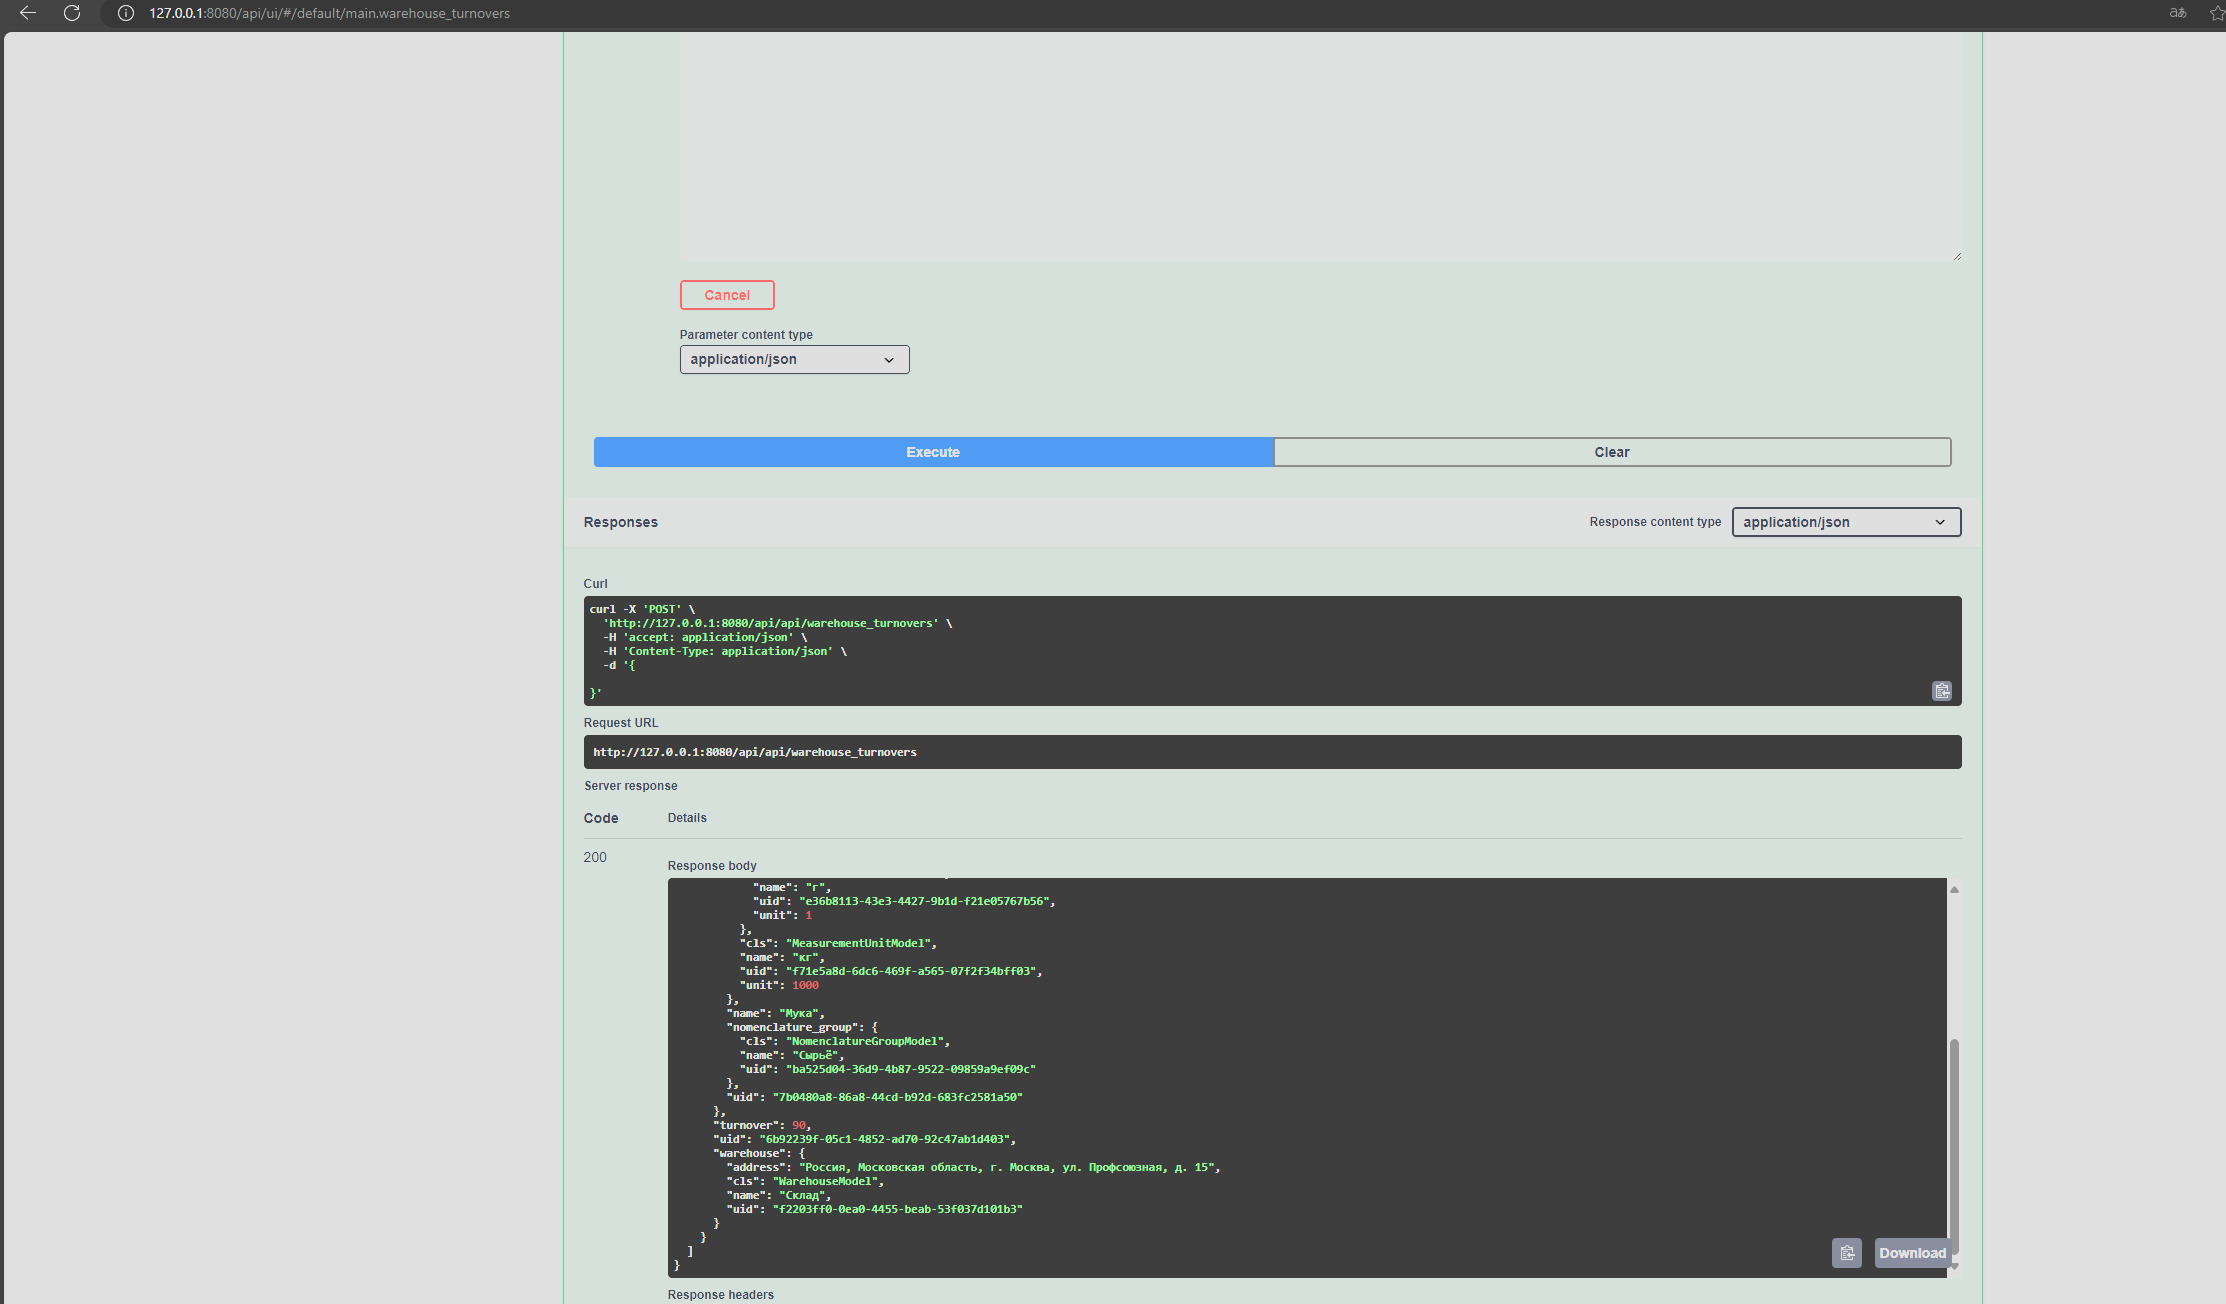 127.0.0.1:8080/api/ui/#/default/main.warehouse_turnovers
Cancel
Parameter content type
application/json
Execute
Clear
Responses
Response content type
application/json
Curl
curl -X 'POST' \
'http://127.0.0.1:8080/api/api/warehouse_turnovers' \
-H 'accept: application/json' \
-H 'Content-Type: application/json' \
-d '{
}'
Request URL
http://127.0.0.1:8080/api/api/warehouse_turnovers
Server response
Code
Details
200
Response body
"name": "г",
"uid": "e36b8113-43e3-4427-9b1d-f21e05767b56",
"unit": 1
},
"cls": "MeasurementUnitModel",
"name": "кг",
"uid": "f71e5a8d-6dc6-469f-a565-07f2f34bff03",
"unit": 1000
},
"name": "Мука",
"nomenclature_group": {
"cls": "NomenclatureGroupModel",
"name": "Сырьё",
"uid": "ba525d04-36d9-4b87-9522-09859a9ef09c"
},
"uid": "7b0480a8-86a8-44cd-b92d-683fc2581a50"
},
"turnover": 90,
"uid": "6b92239f-05c1-4852-ad70-92c47ab1d403",
"warehouse": {
"address": "Россия, Московская область, г. Москва, ул. Профсоюзная, д. 15",
"cls": "WarehouseModel",
"name": "Склад",
"uid": "f2203ff0-0ea0-4455-beab-53f037d101b3"
}
}
]
}
Download
Response headers